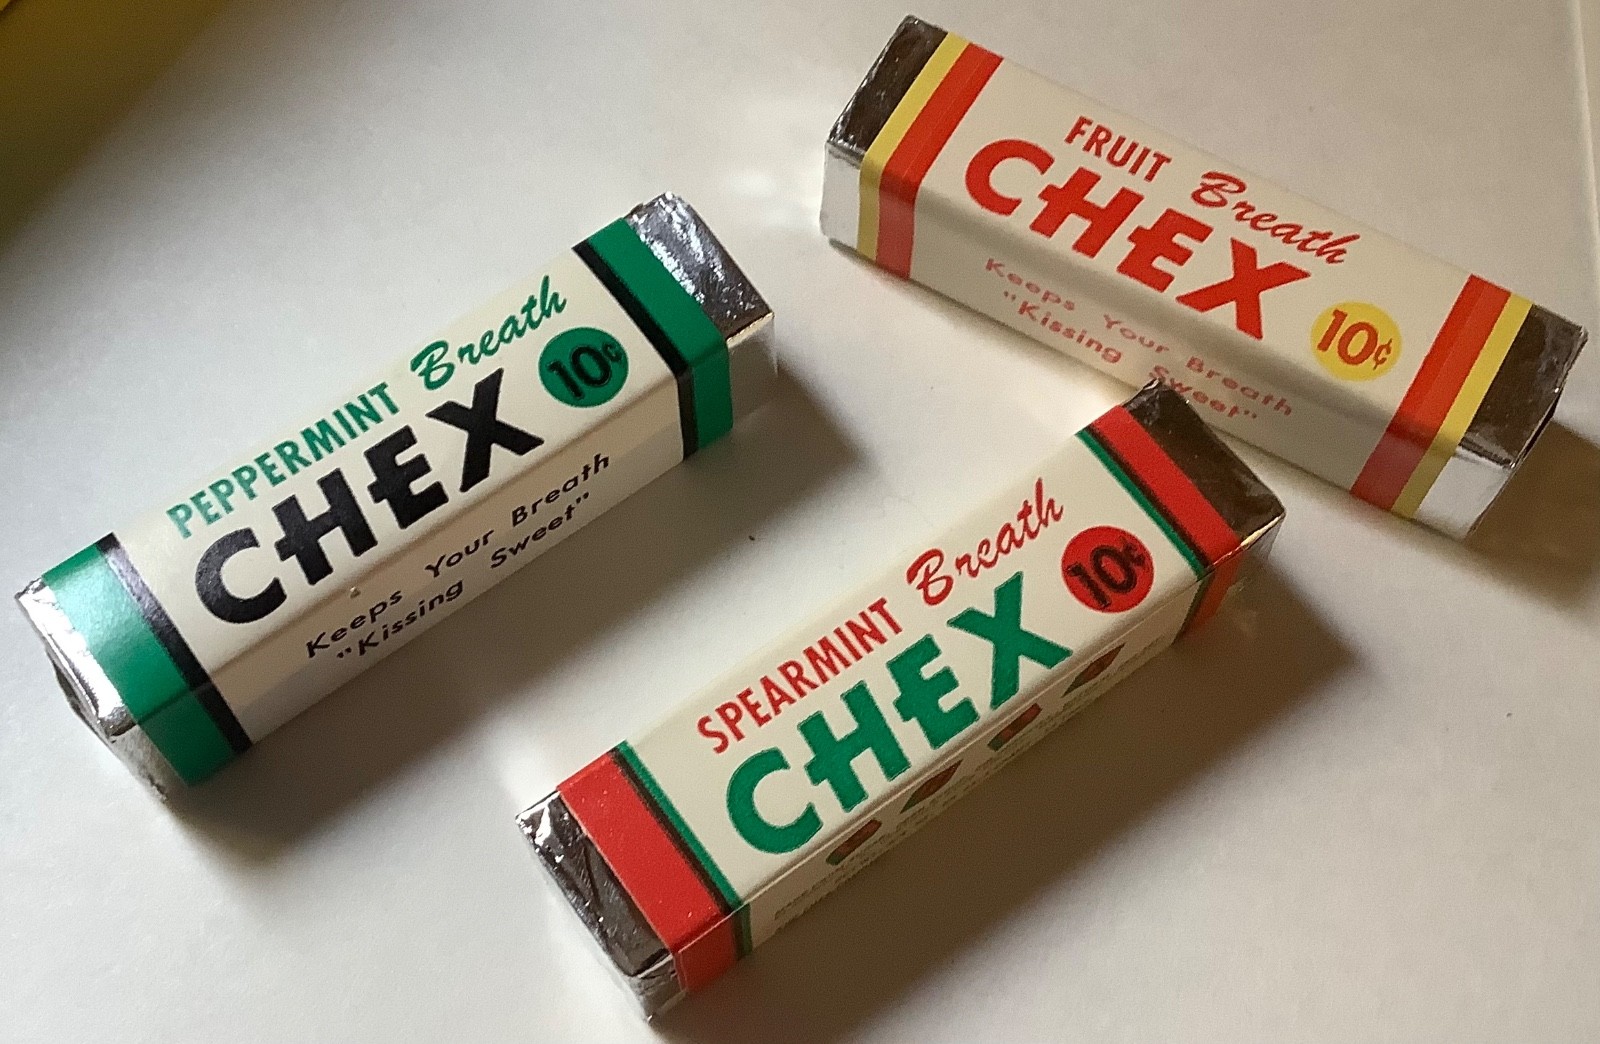 PEPPERMINT Breath
CHEX
10¢
Keeps Your Breath
"Kissing Sweet"
FRUIT Breath
CHEX
10¢
Keeps Your Breath
"Kissing Sweet"
SPEARMINT Breath
CHEX
10¢